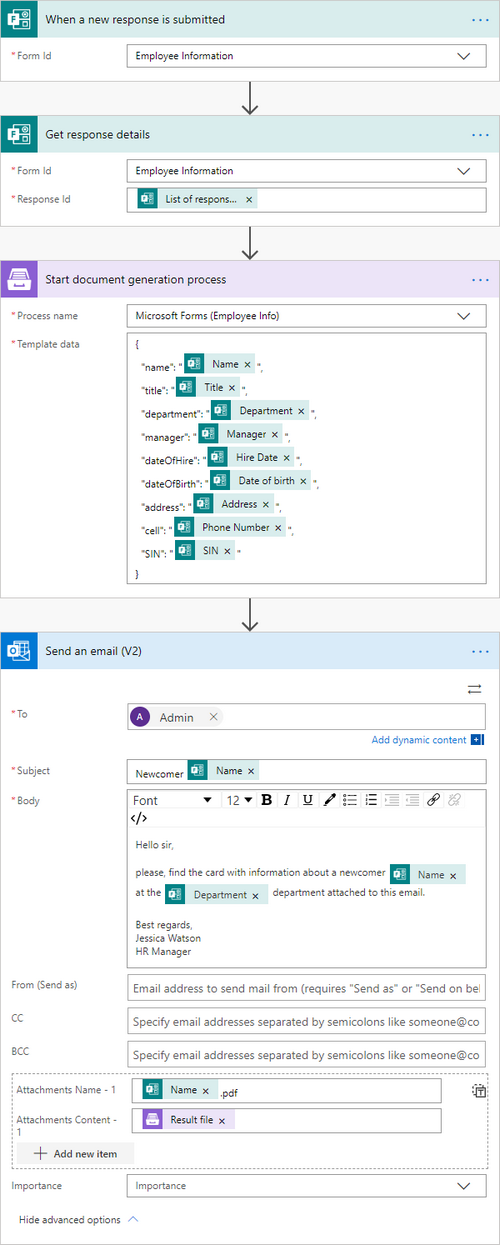 When a new response is submitted
* Form Id Employee Information
Get response details
* Form Id Employee Information
* Response Id List of respons... ×
Start document generation process
* Process name Microsoft Forms (Employee Info)
* Template data {
"name": " Name × ",
"title": " Title × ",
"department": " Department × ",
"manager": " Manager × ",
"dateOfHire": " Hire Date × ",
"dateOfBirth": " Date of birth × ",
"address": " Address × ",
"cell": " Phone Number × ",
"SIN": " SIN × "
}
Send an email (V2)
* To A Admin ×
Add dynamic content
* Subject Newcomer Name ×
* Body Font 12 B I U
</>
Hello sir,
please, find the card with information about a newcomer Name ×
at the Department × department attached to this email.
Best regards,
Jessica Watson
HR Manager
From (Send as) Email address to send mail from (requires "Send as" or "Send on bel
CC Specify email addresses separated by semicolons like someone@co
BCC Specify email addresses separated by semicolons like someone@co
Attachments Name - 1 Name × .pdf
Attachments Content - Result file ×
1
+ Add new item
Importance Importance
Hide advanced options